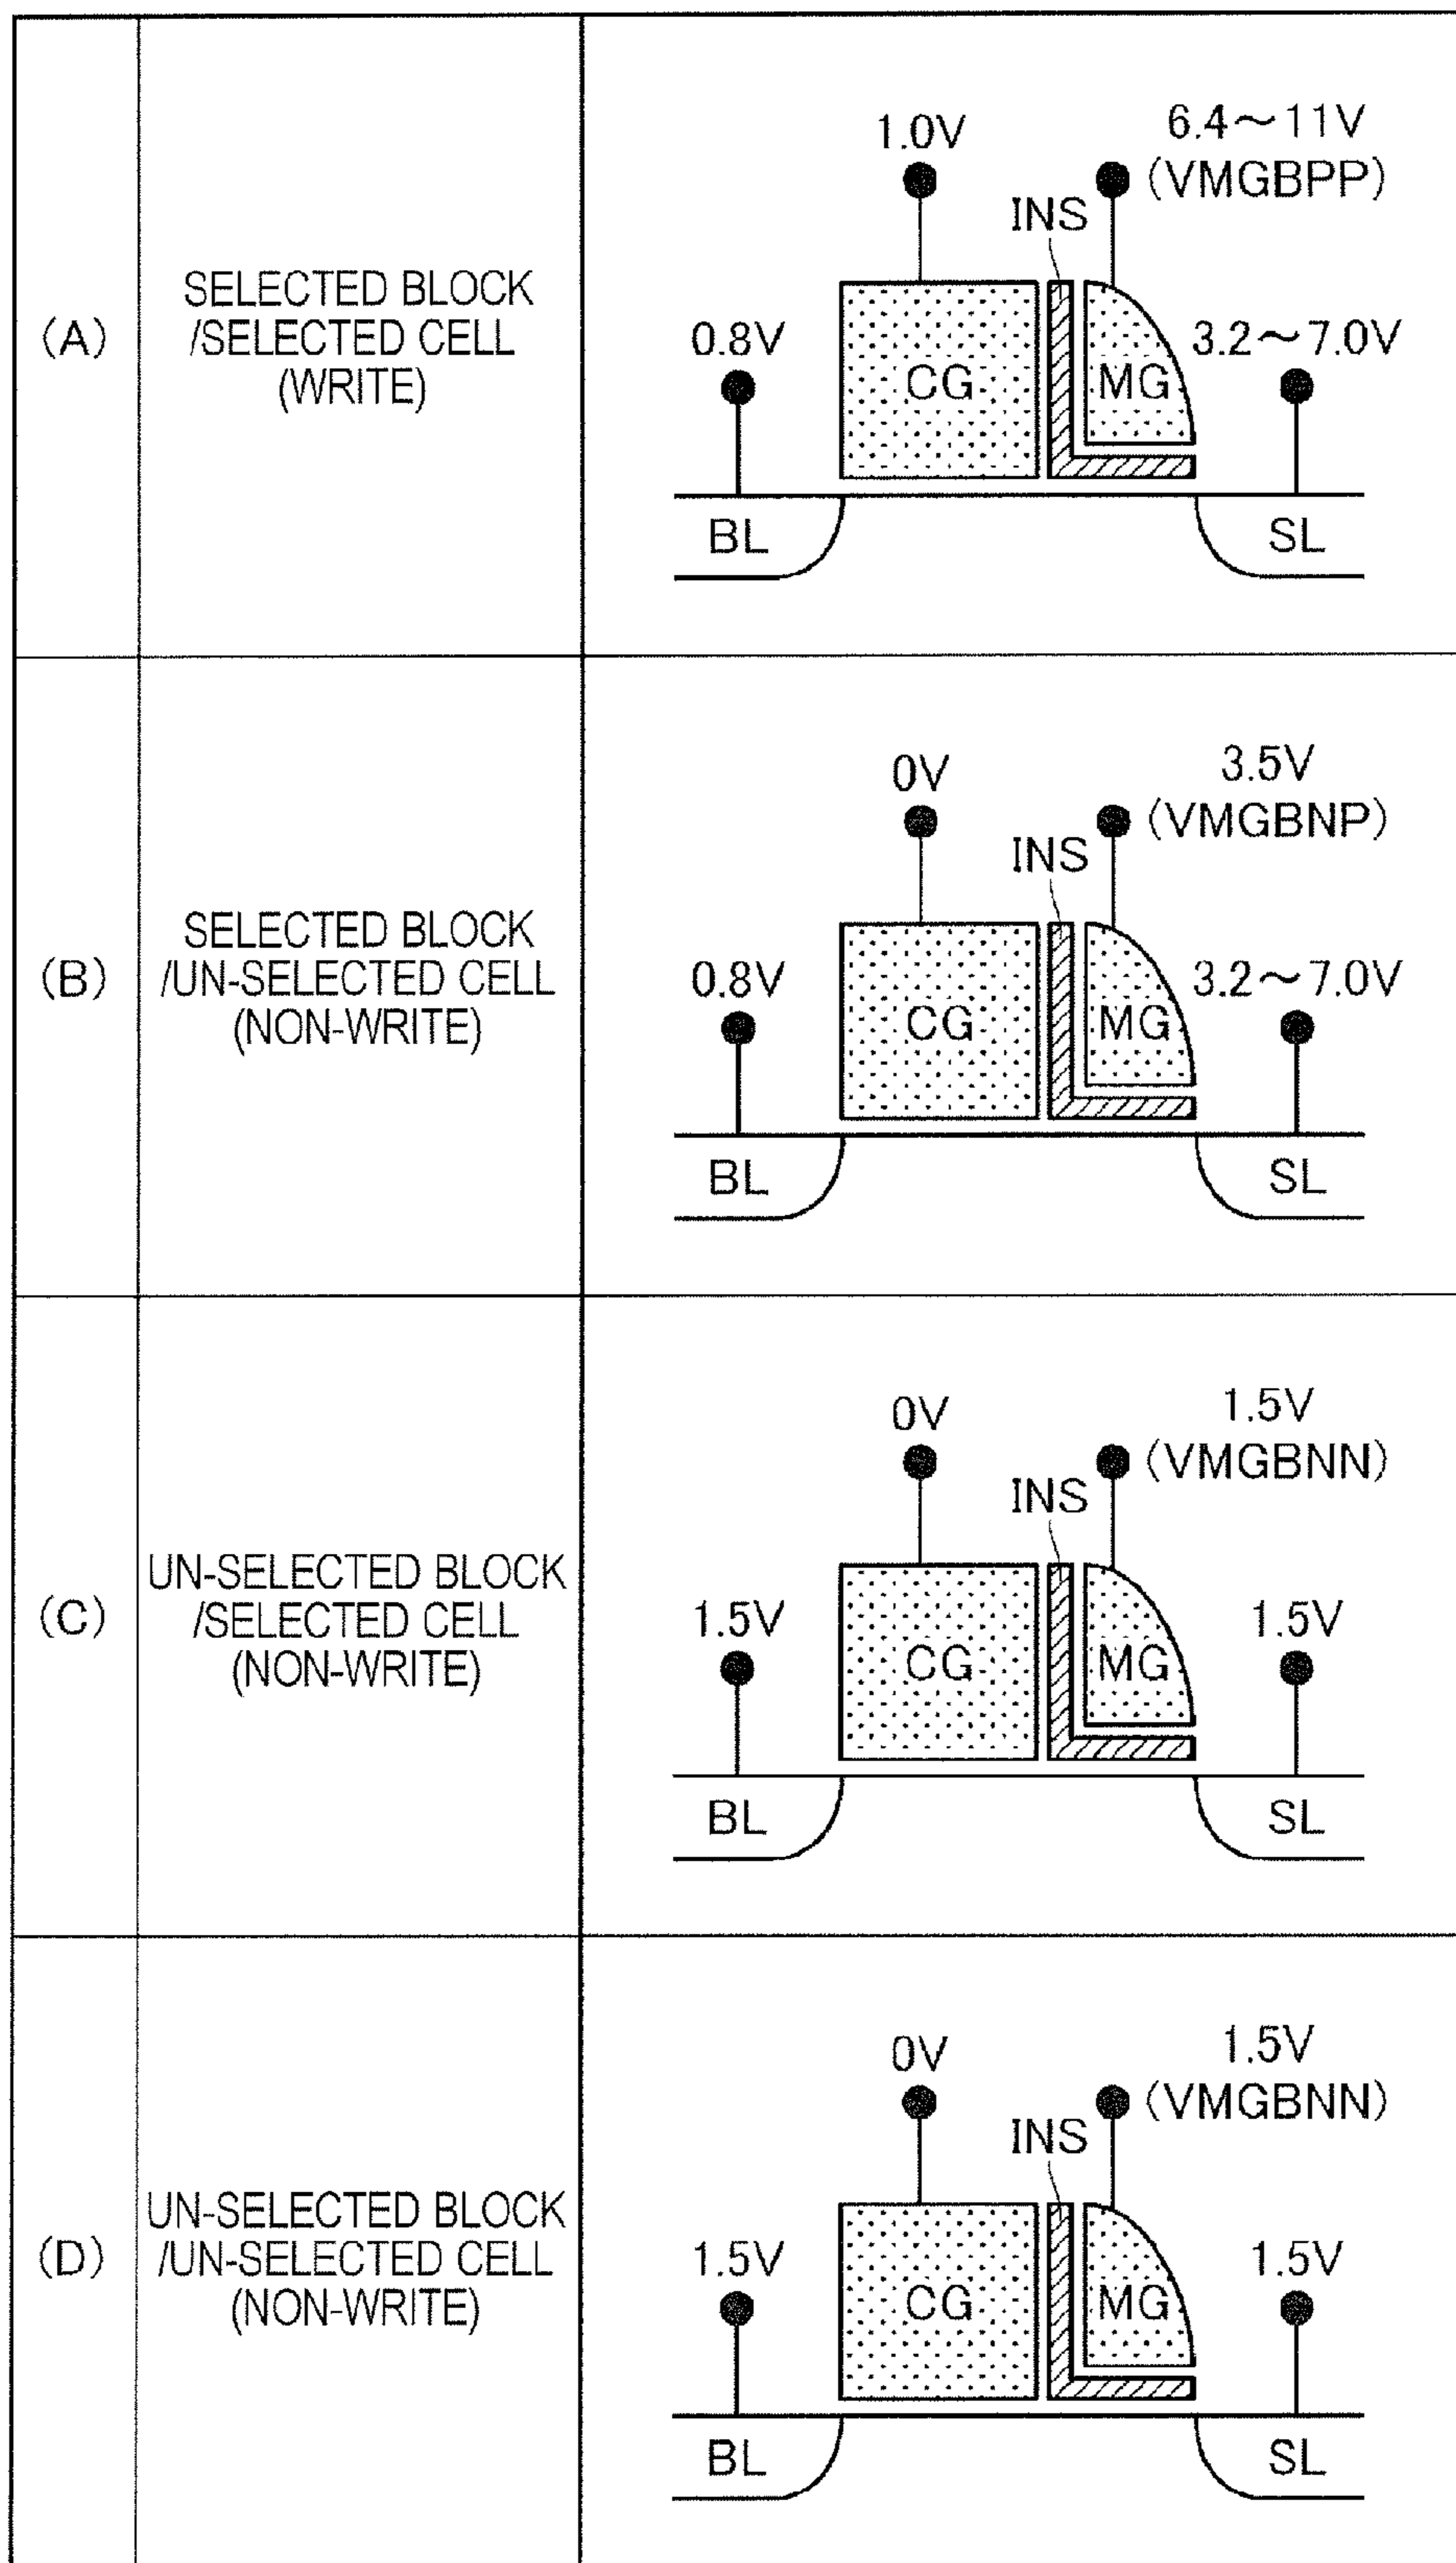 (A)
SELECTED BLOCK
/SELECTED CELL
(WRITE)
1.0V
6.4～11V
(VMGBPP)
INS
0.8V
CG
MG
3.2～7.0V
BL
SL
(B)
SELECTED BLOCK
/UN-SELECTED CELL
(NON-WRITE)
0V
3.5V
(VMGBNP)
INS
0.8V
CG
MG
3.2～7.0V
BL
SL
(C)
UN-SELECTED BLOCK
/SELECTED CELL
(NON-WRITE)
0V
1.5V
(VMGBNN)
INS
1.5V
CG
MG
1.5V
BL
SL
(D)
UN-SELECTED BLOCK
/UN-SELECTED CELL
(NON-WRITE)
0V
1.5V
(VMGBNN)
INS
1.5V
CG
MG
1.5V
BL
SL